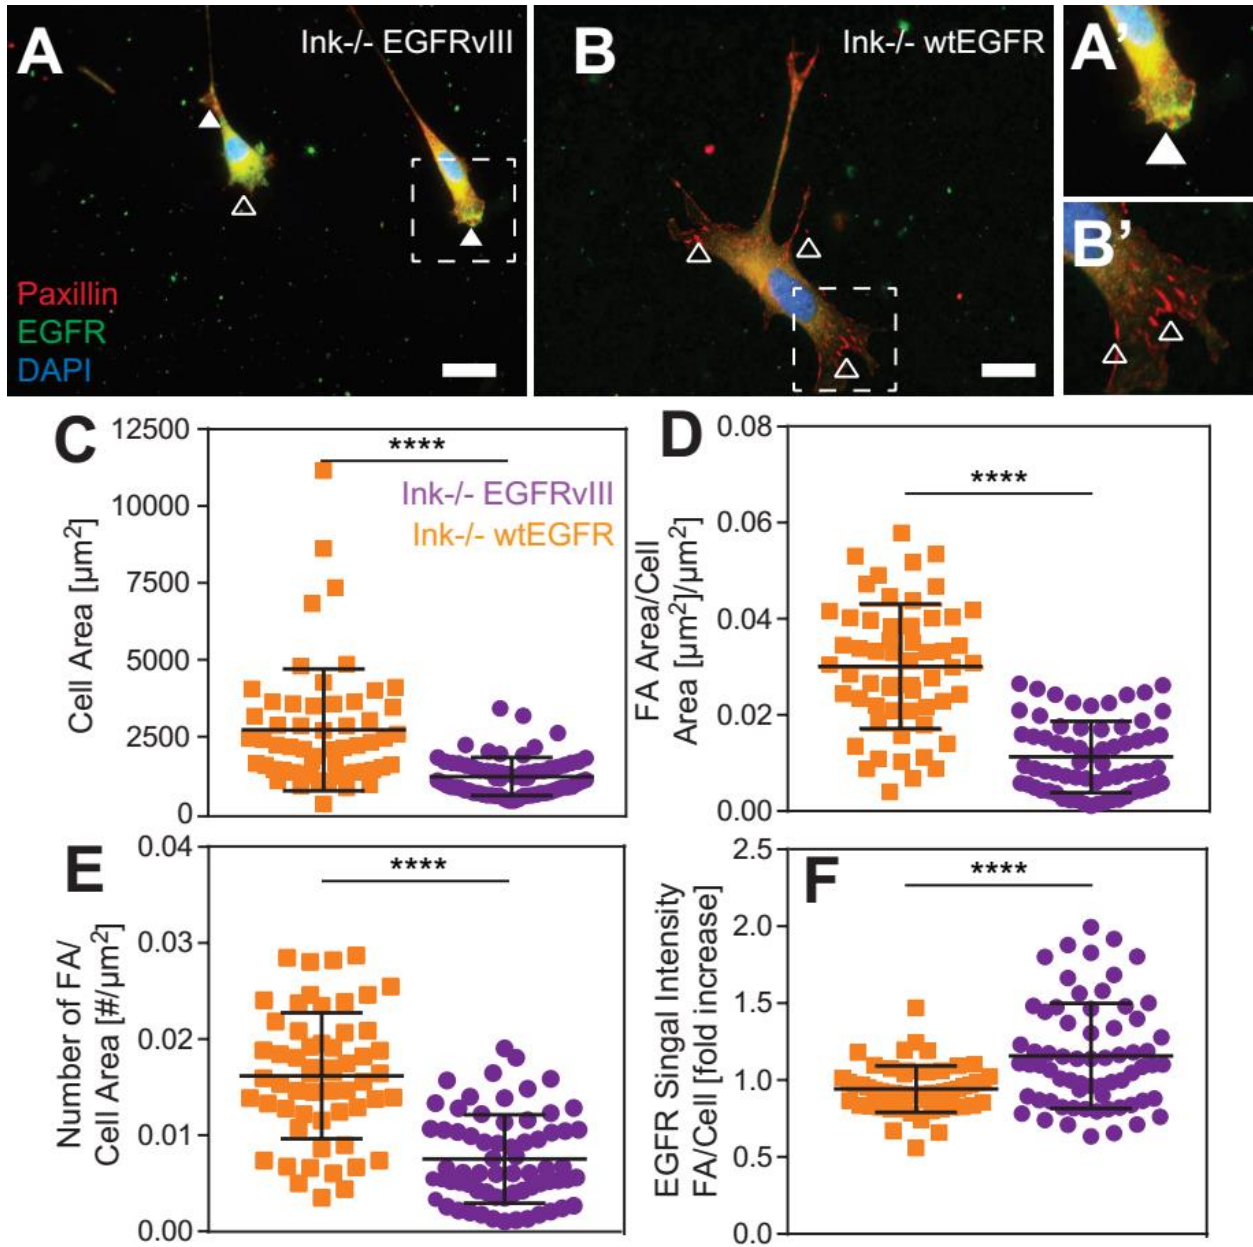 A
Ink-/- EGFRvIII
Paxillin
EGFR
DAPI
B
Ink-/- wtEGFR
A'
B'
C
****
Ink-/- EGFRvIII
Ink-/- wtEGFR
Cell Area [µm²]
12500
10000
7500
5000
2500
0
D
****
FA Area/Cell
Area [µm²]/µm²]
0.08
0.06
0.04
0.02
0.00
E
****
Number of FA/
Cell Area [#/µm²]
0.04
0.03
0.02
0.01
0.00
F
****
EGFR Singal Intensity
FA/Cell [fold increase]
2.5
2.0
1.5
1.0
0.5
0.0